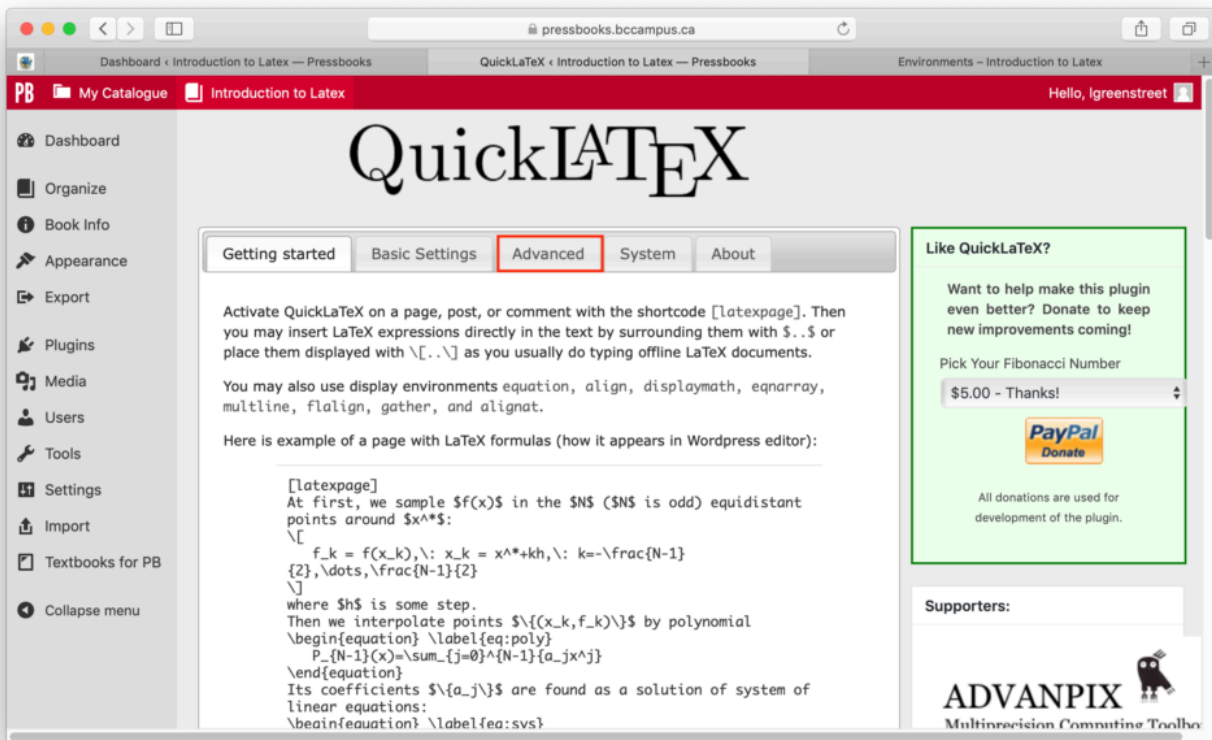 pressbooks.bccampus.ca
Dashboard ‹ Introduction to Latex — Pressbooks
QuickLaTeX ‹ Introduction to Latex — Pressbooks
Environments – Introduction to Latex
PB My Catalogue Introduction to Latex
Hello, lgreenstreet
Dashboard
Organize
Book Info
Appearance
Export
Plugins
Media
Users
Tools
Settings
Import
Textbooks for PB
Collapse menu
QuickLATEX
Getting started Basic Settings Advanced System About
Activate QuickLaTeX on a page, post, or comment with the shortcode [latexpage]. Then
you may insert LaTeX expressions directly in the text by surrounding them with $..$ or
place them displayed with \[..\] as you usually do typing offline LaTeX documents.
You may also use display environments equation, align, displaymath, eqnarray,
multline, flalign, gather, and alignat.
Here is example of a page with LaTeX formulas (how it appears in Wordpress editor):
[latexpage]
At first, we sample $f(x)$ in the $N$ ($N$ is odd) equidistant
points around $x^*$:
\[
f_k = f(x_k),\: x_k = x^*+kh,\: k=-\frac{N-1}
{2},\dots,\frac{N-1}{2}
\]
where $h$ is some step.
Then we interpolate points $\{(x_k,f_k)\}$ by polynomial
\begin{equation} \label{eq:poly}
P_{N-1}(x)=\sum_{j=0}^{N-1}{a_jx^j}
\end{equation}
Its coefficients $\{a_j\}$ are found as a solution of system of
linear equations:
\begin{equation} \label{eq:sys}
Like QuickLaTeX?
Want to help make this plugin
even better? Donate to keep
new improvements coming!
Pick Your Fibonacci Number
$5.00 - Thanks!
PayPal
Donate
All donations are used for
development of the plugin.
Supporters:
ADVANPIX
Multiprecision Computing Toolbo